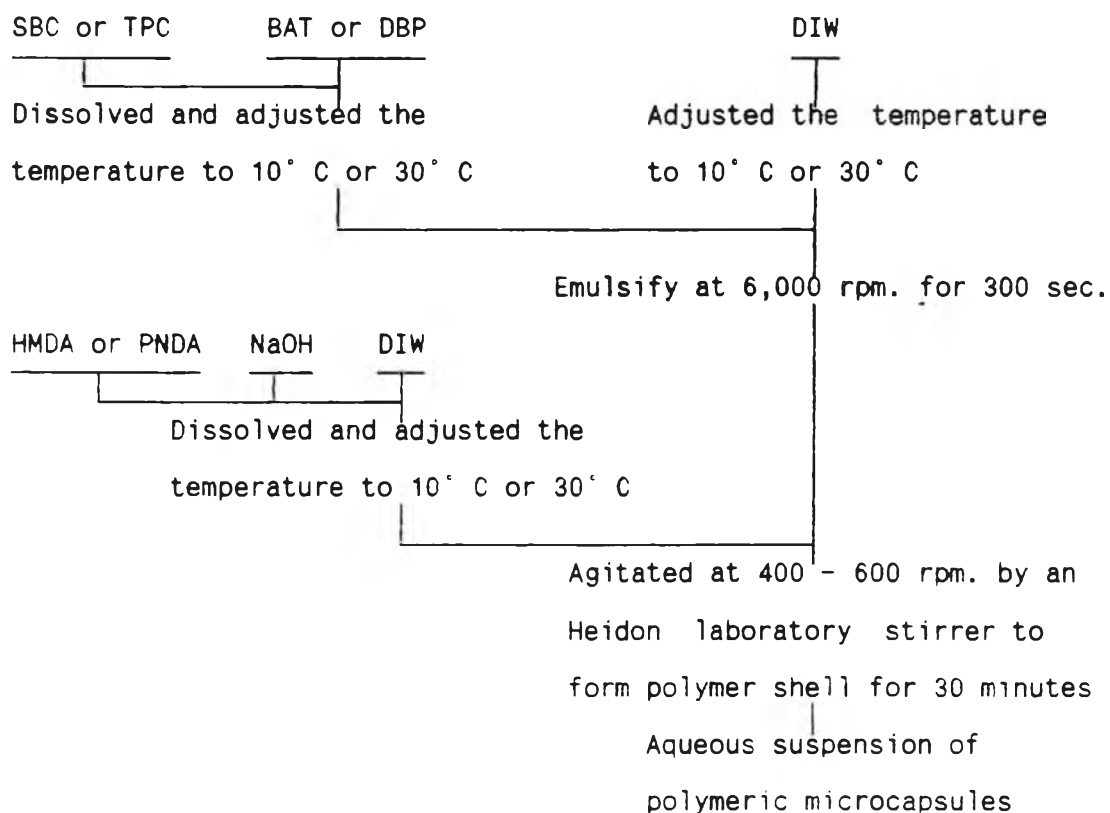 SBC or TPC BAT or DBP DIW
Dissolved and adjusted the
temperature to 10° C or 30° C
Adjusted the temperature
to 10° C or 30° C
Emulsify at 6,000 rpm. for 300 sec.
HMDA or PNDA NaOH DIW
Dissolved and adjusted the
temperature to 10° C or 30° C
Agitated at 400 - 600 rpm. by an
Heidon laboratory stirrer to
form polymer shell for 30 minutes
Aqueous suspension of
polymeric microcapsules